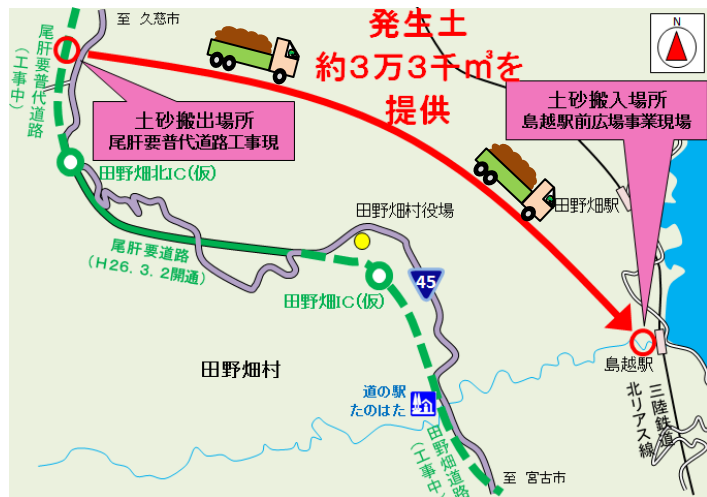 至 久慈市
尾肝要普代道路
（工事中）
発生土
約３万３千㎥を
提供
N
土砂搬出場所
尾肝要普代道路工事現
土砂搬入場所
島越駅前広場事業現場
田野畑北IC(仮)
田野畑村役場
田野畑駅
尾肝要道路
（Ｈ26．3．2開通）
45
田野畑IC(仮)
田野畑村
島越駅
道の駅
たのはた
三陸鉄道
北リアス線
田野畑道路
（工事中）
至 宮古市